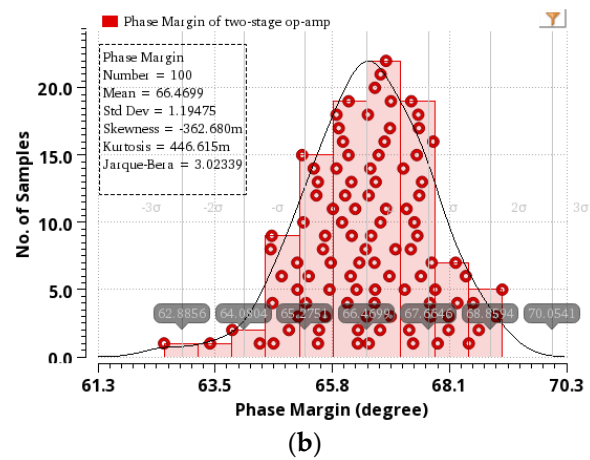 Phase Margin of two-stage op-amp
Phase Margin
Number = 100
Mean = 66.4699
Std Dev = 1.19475
Skewness = -362.680m
Kurtosis = 446.615m
Jarque-Bera = 3.02339
No. of Samples
20.0
15.0
10.0
5.0
0.0
-3σ -2σ -σ σ 2σ 3σ
62.8856 64.0804 65.2751 66.4699 67.6646 68.8594 70.0541
61.3 63.5 65.8 68.1 70.3
Phase Margin (degree)
(b)